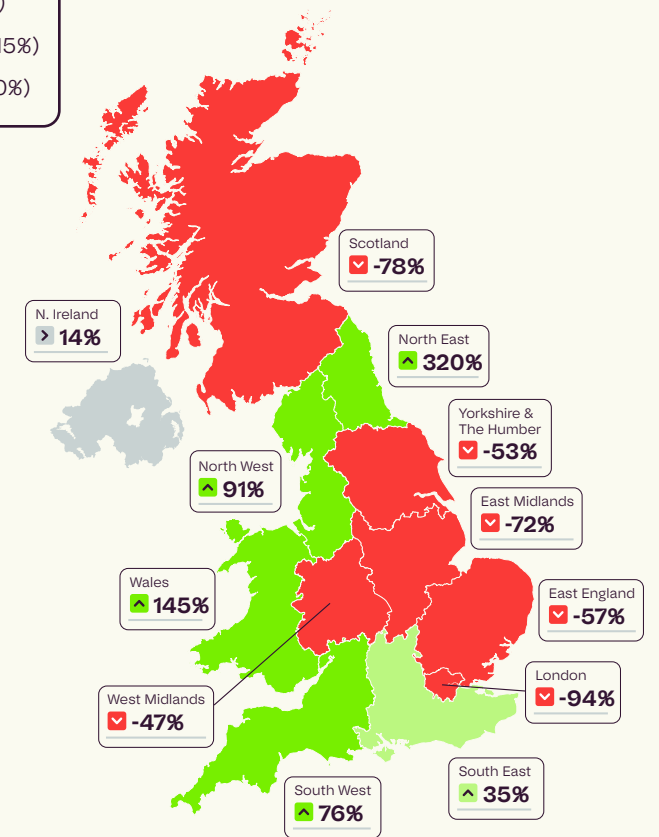 )
15%)
0%)
Scotland
-78%
N. Ireland
14%
North East
320%
Yorkshire &
The Humber
-53%
North West
91%
East Midlands
-72%
Wales
145%
East England
-57%
London
-94%
West Midlands
-47%
South East
35%
South West
76%